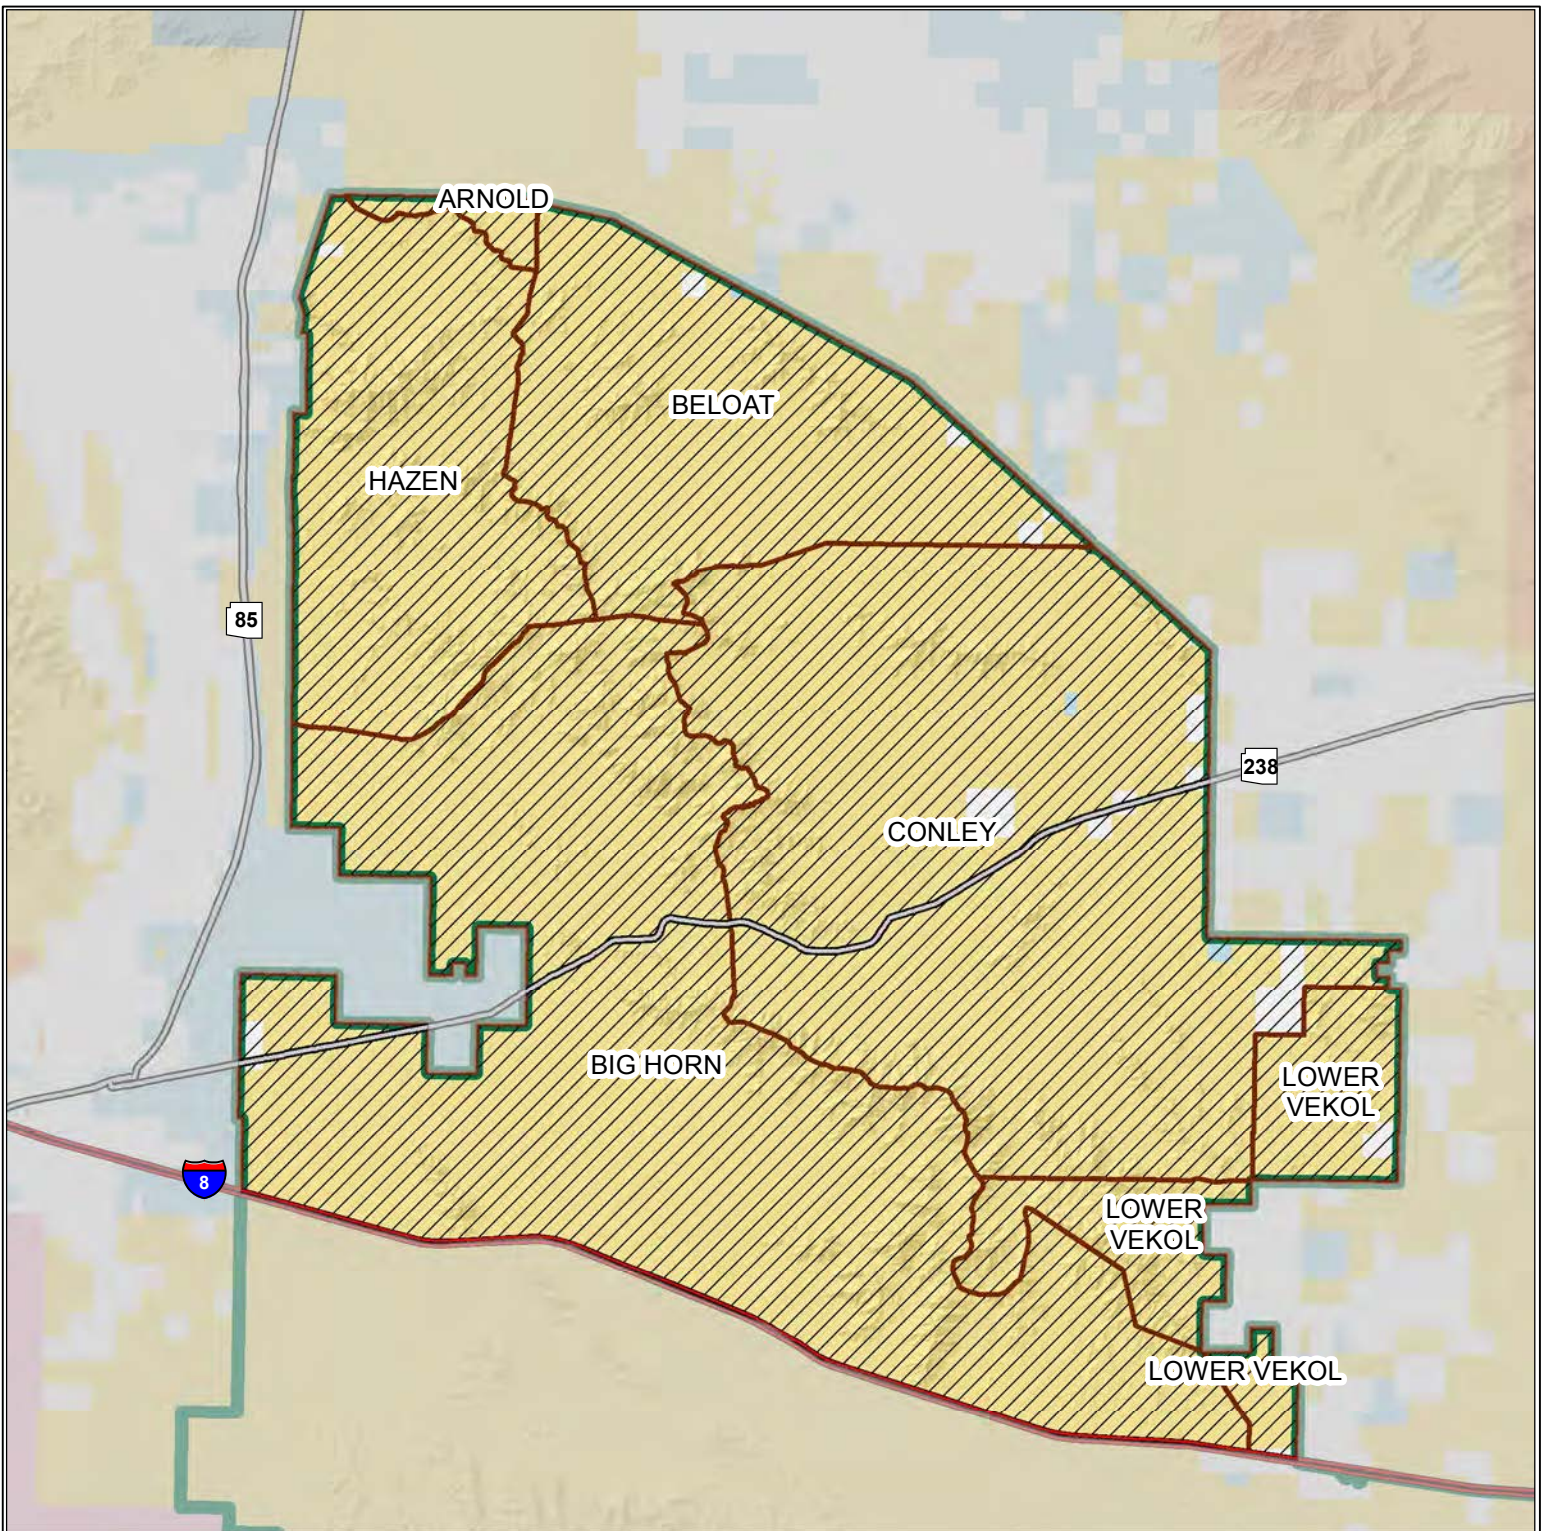 ARNOLD
BELOAT
HAZEN
85
238
CONLEY
BIG HORN
LOWER
VEKOL
8
LOWER
VEKOL
LOWER VEKOL